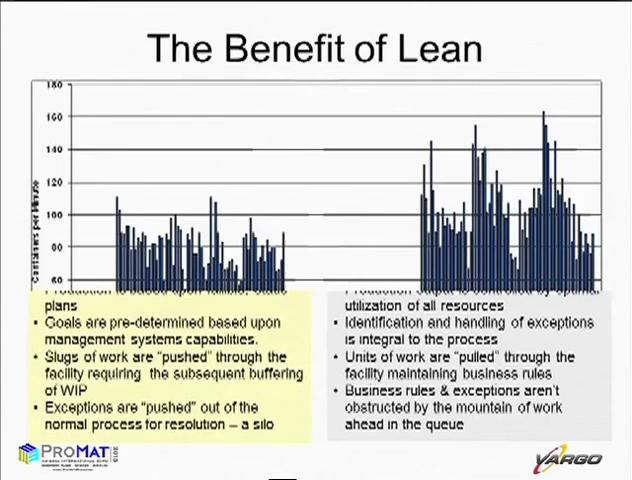 The Benefit of Lean
180
160
140
120
100
80
60
Containers per Minute
plans
• Goals are pre-determined based upon
management systems capabilities.
• Slugs of work are “pushed” through the
facility requiring the subsequent buffering
of WIP
• Exceptions are “pushed” out of the
normal process for resolution – a silo
utilization of all resources
• Identification and handling of exceptions
is integral to the process
• Units of work are “pulled” through the
facility maintaining business rules
• Business rules & exceptions aren’t
obstructed by the mountain of work
ahead in the queue
PROMAT
2013
VARGO